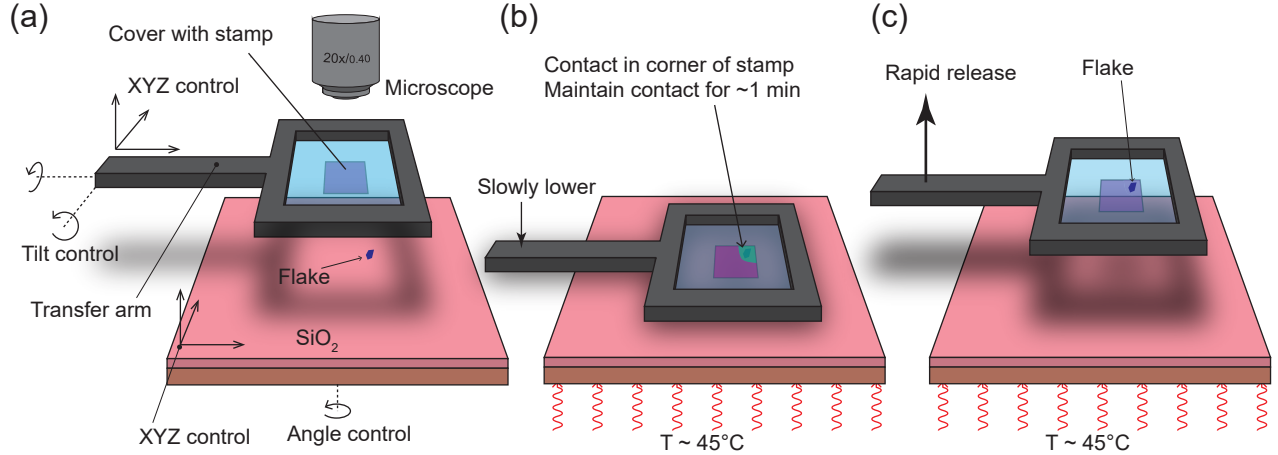 (a)
Cover with stamp
20x/0.40
Microscope
XYZ control
Tilt control
Transfer arm
Flake
SiO₂
XYZ control
Angle control
(b)
Contact in corner of stamp
Maintain contact for ~1 min
Slowly lower
T ~ 45°C
(c)
Rapid release
Flake
T ~ 45°C